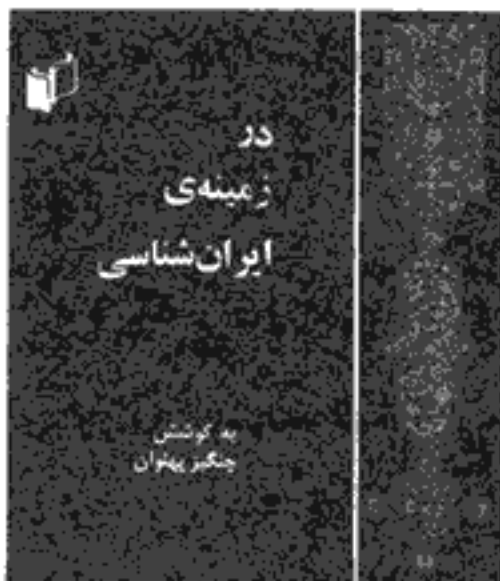 در
زمینه‌ی
ایران‌شناسی
به کوشش
چنگیز پهلوان